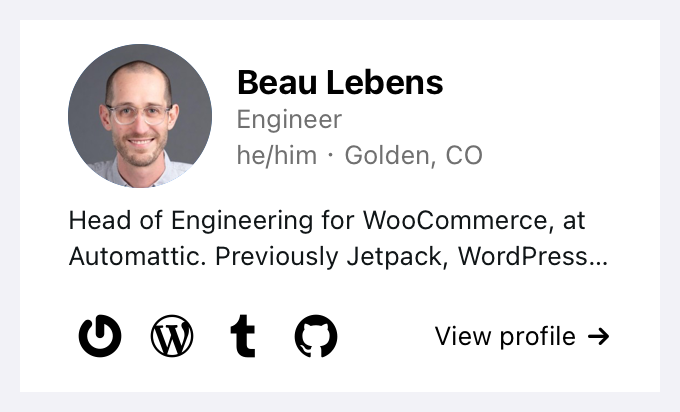 Beau Lebens
Engineer
he/him · Golden, CO
Head of Engineering for WooCommerce, at
Automattic. Previously Jetpack, WordPress...
View profile →